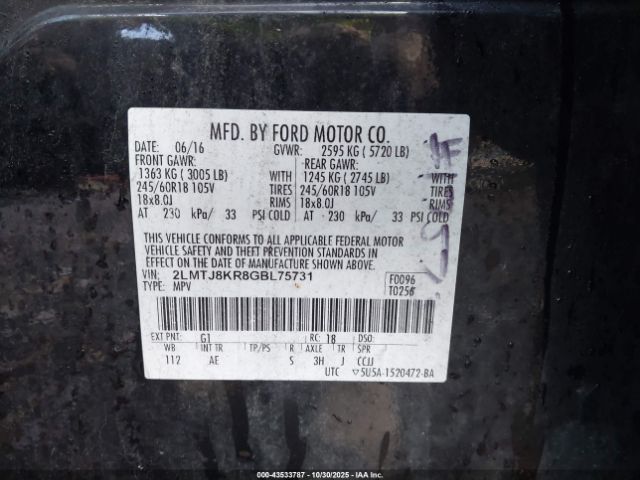 MFD. BY FORD MOTOR CO.
DATE: 06/16 GVWR: 2595 KG ( 5720 LB)
FRONT GAWR: REAR GAWR:
1363 KG ( 3005 LB) WITH 1245 KG ( 2745 LB) WITH
245/60R18 105V TIRES 245/60R18 105V TIRES
18x8.0J RIMS 18x8.0J RIMS
AT 230 kPa/ 33 PSI COLD AT 230 kPa/ 33 PSI COLD
THIS VEHICLE CONFORMS TO ALL APPLICABLE FEDERAL MOTOR
VEHICLE SAFETY AND THEFT PREVENTION STANDARDS IN
EFFECT ON THE DATE OF MANUFACTURE SHOWN ABOVE.
VIN: 2LMTJ8KR8GBL75731 F0096
TYPE: MPV T0256
EXT PNT: G1 RC: 18 DSO:
WB INT TR TP/PS R AXLE TR SPR
112 AE S 3H J CCJJ
UTC ▽5U5A-1520472-BA
000-43533787 - 10/30/2025 - IAA Inc.